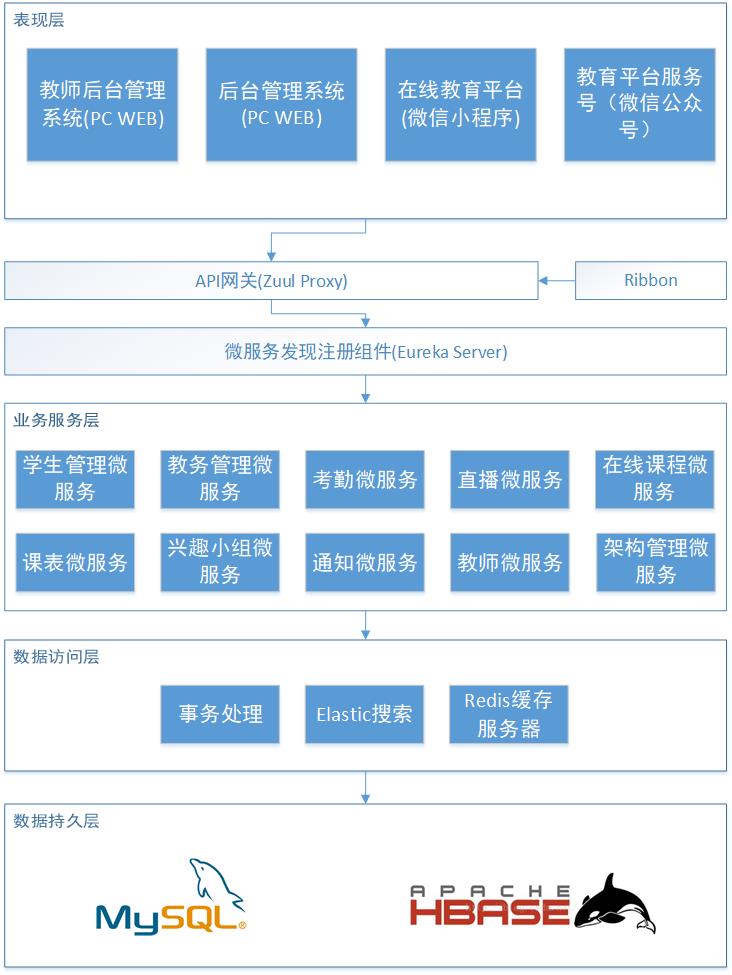 表现层
教师后台管理
系统(PC WEB)
后台管理系统
(PC WEB)
在线教育平台
(微信小程序)
教育平台服务
号（微信公众
号）
API网关(Zuul Proxy)
Ribbon
微服务发现注册组件(Eureka Server)
业务服务层
学生管理微
服务
教务管理微
服务
考勤微服务
直播微服务
在线课程微
服务
课表微服务
兴趣小组微
服务
通知微服务
教师微服务
架构管理微
服务
数据访问层
事务处理
Elastic搜索
Redis缓存
服务器
数据持久层
MySQL®
APACHE
HBASE